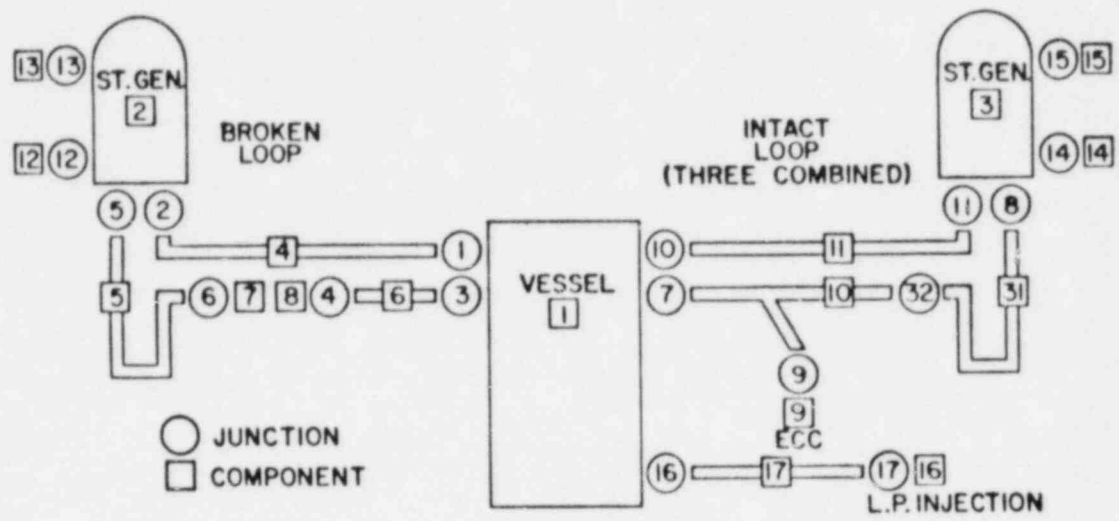 13 13
ST. GEN.
2
12 12
5 2
BROKEN
LOOP
4
1
5
6 7 8 4 6 3
VESSEL
1
INTACT
LOOP
(THREE COMBINED)
ST. GEN.
3
15 15
14 14
11 8
10 11
7 10 32 31
9
9
ECC
16 17 17 16
L.P. INJECTION
JUNCTION
COMPONENT